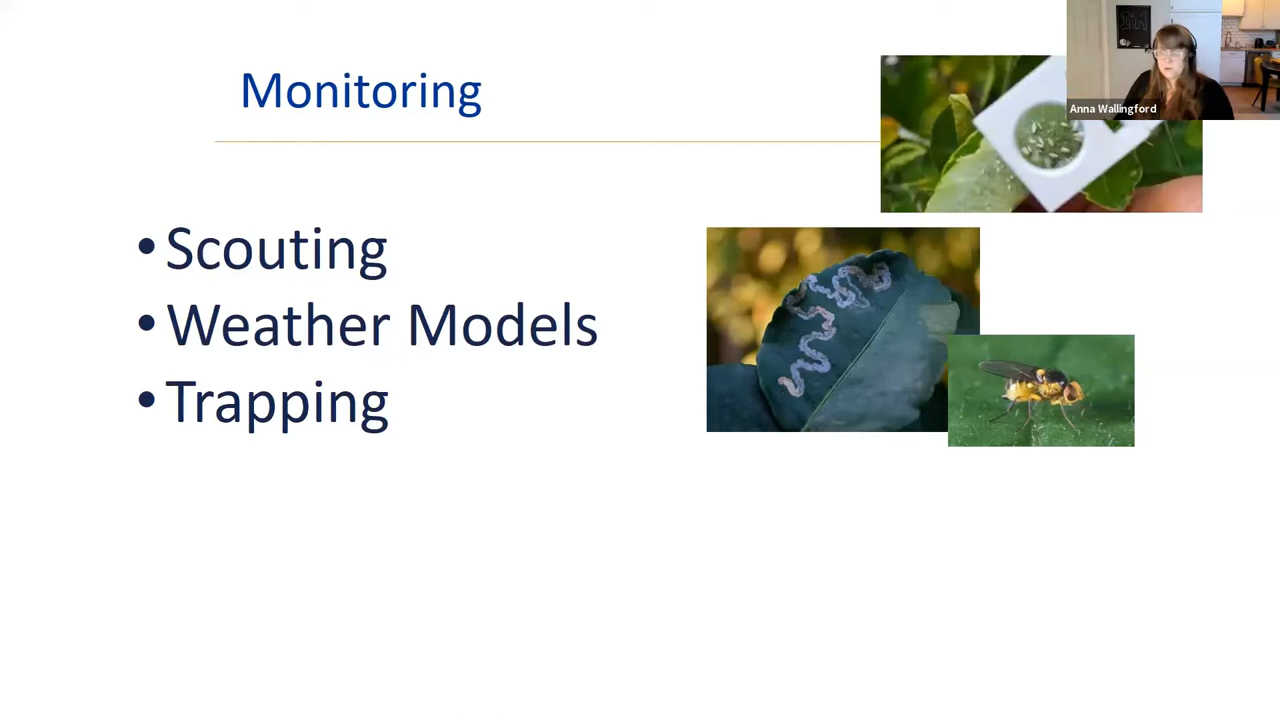 Monitoring
Anna Wallingford
• Scouting
• Weather Models
• Trapping